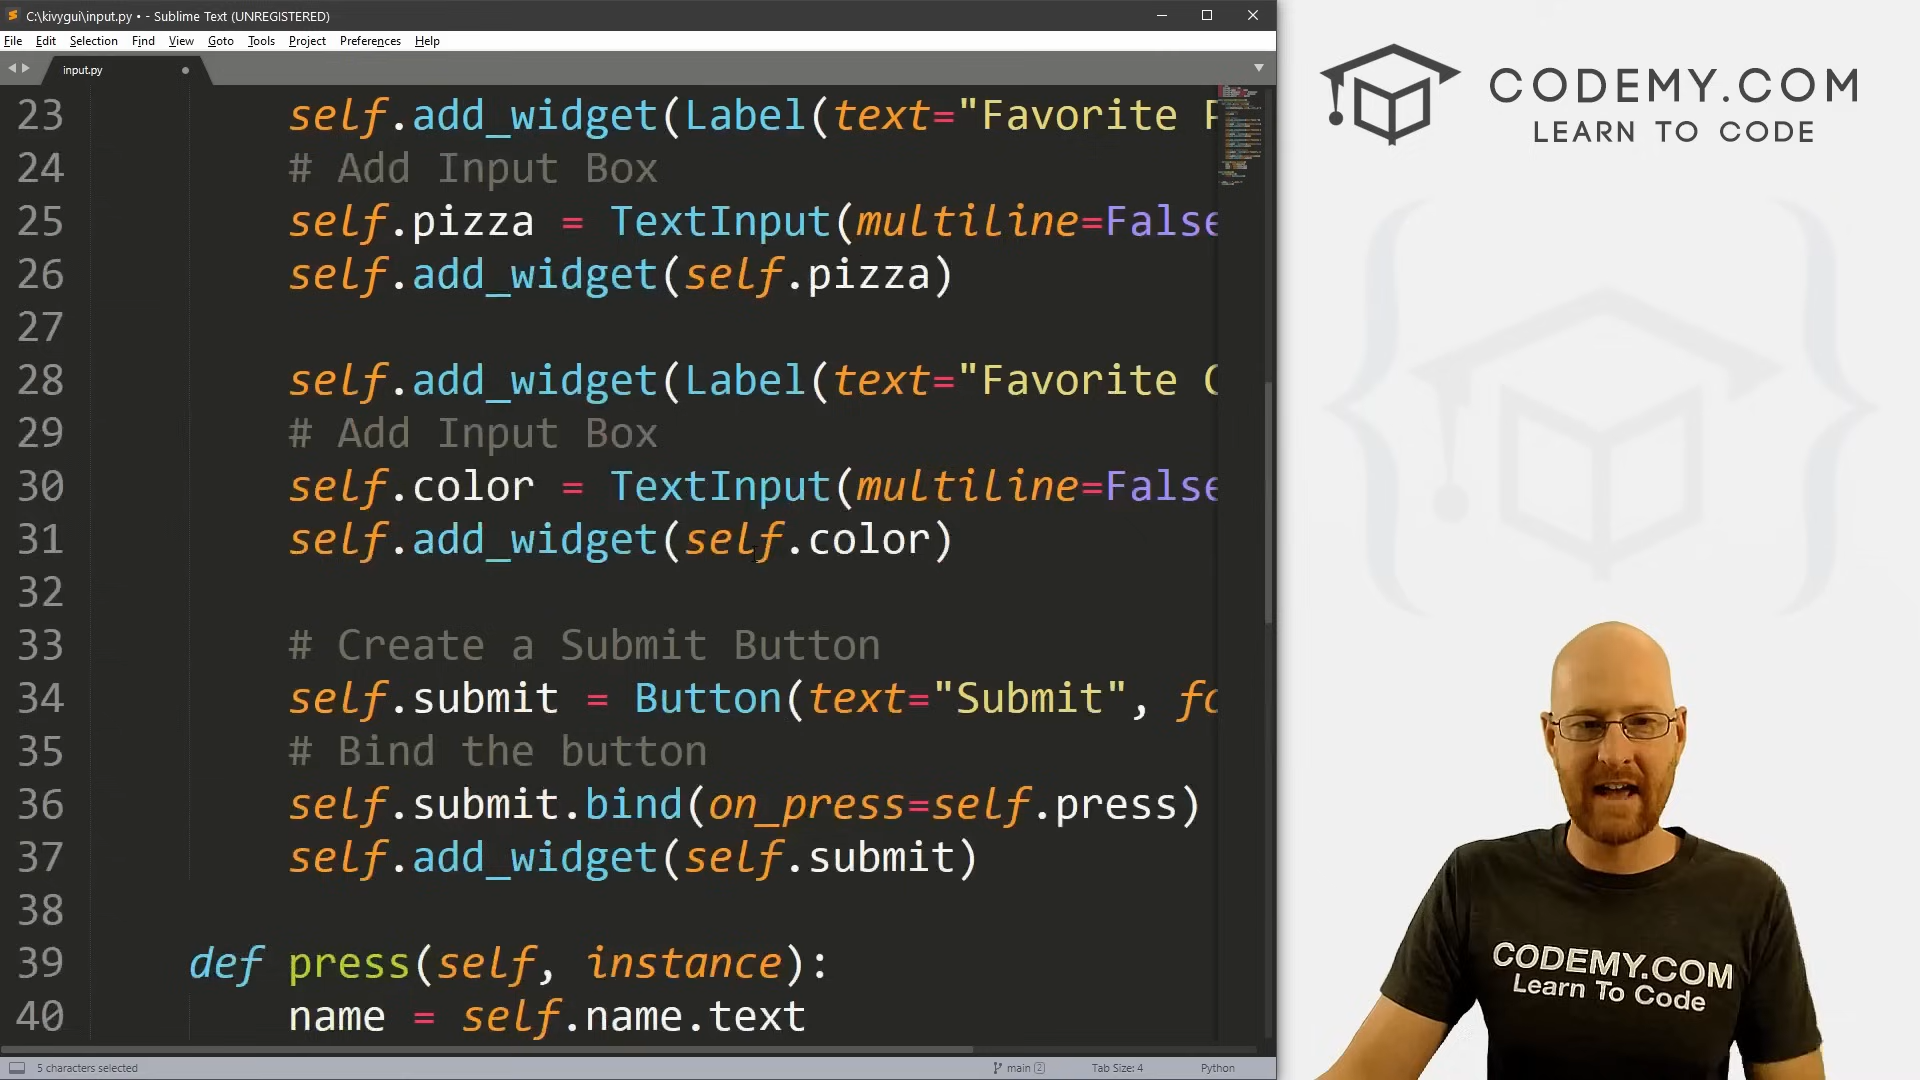 C:\kivygui\input.py • - Sublime Text (UNREGISTERED)
File Edit Selection Find View Goto Tools Project Preferences Help
input.py
23 self.add_widget(Label(text="Favorite P
24 # Add Input Box
25 self.pizza = TextInput(multiline=False
26 self.add_widget(self.pizza)
27
28 self.add_widget(Label(text="Favorite C
29 # Add Input Box
30 self.color = TextInput(multiline=False
31 self.add_widget(self.color)
32
33 # Create a Submit Button
34 self.submit = Button(text="Submit", fo
35 # Bind the button
36 self.submit.bind(on_press=self.press)
37 self.add_widget(self.submit)
38
39 def press(self, instance):
40 name = self.name.text
5 characters selected main 2 Tab Size: 4 Python
CODEMY.COM
LEARN TO CODE
CODEMY.COM
Learn To Code